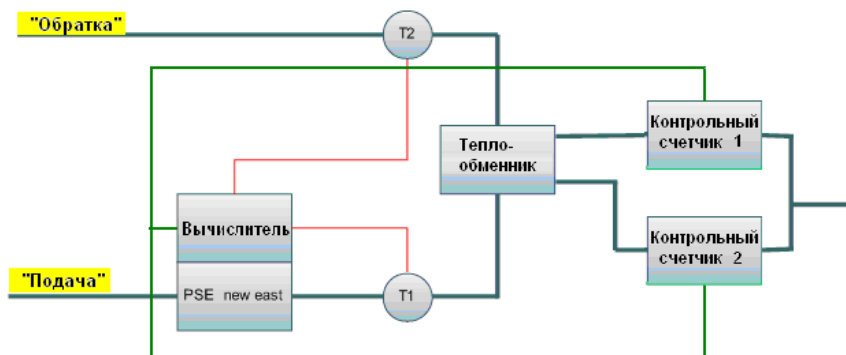 "Обратка"
T2
Контрольный
счетчик 1
Тепло-
обменник
Вычислитель
Контрольный
счетчик 2
"Подача"
PSE new east
T1